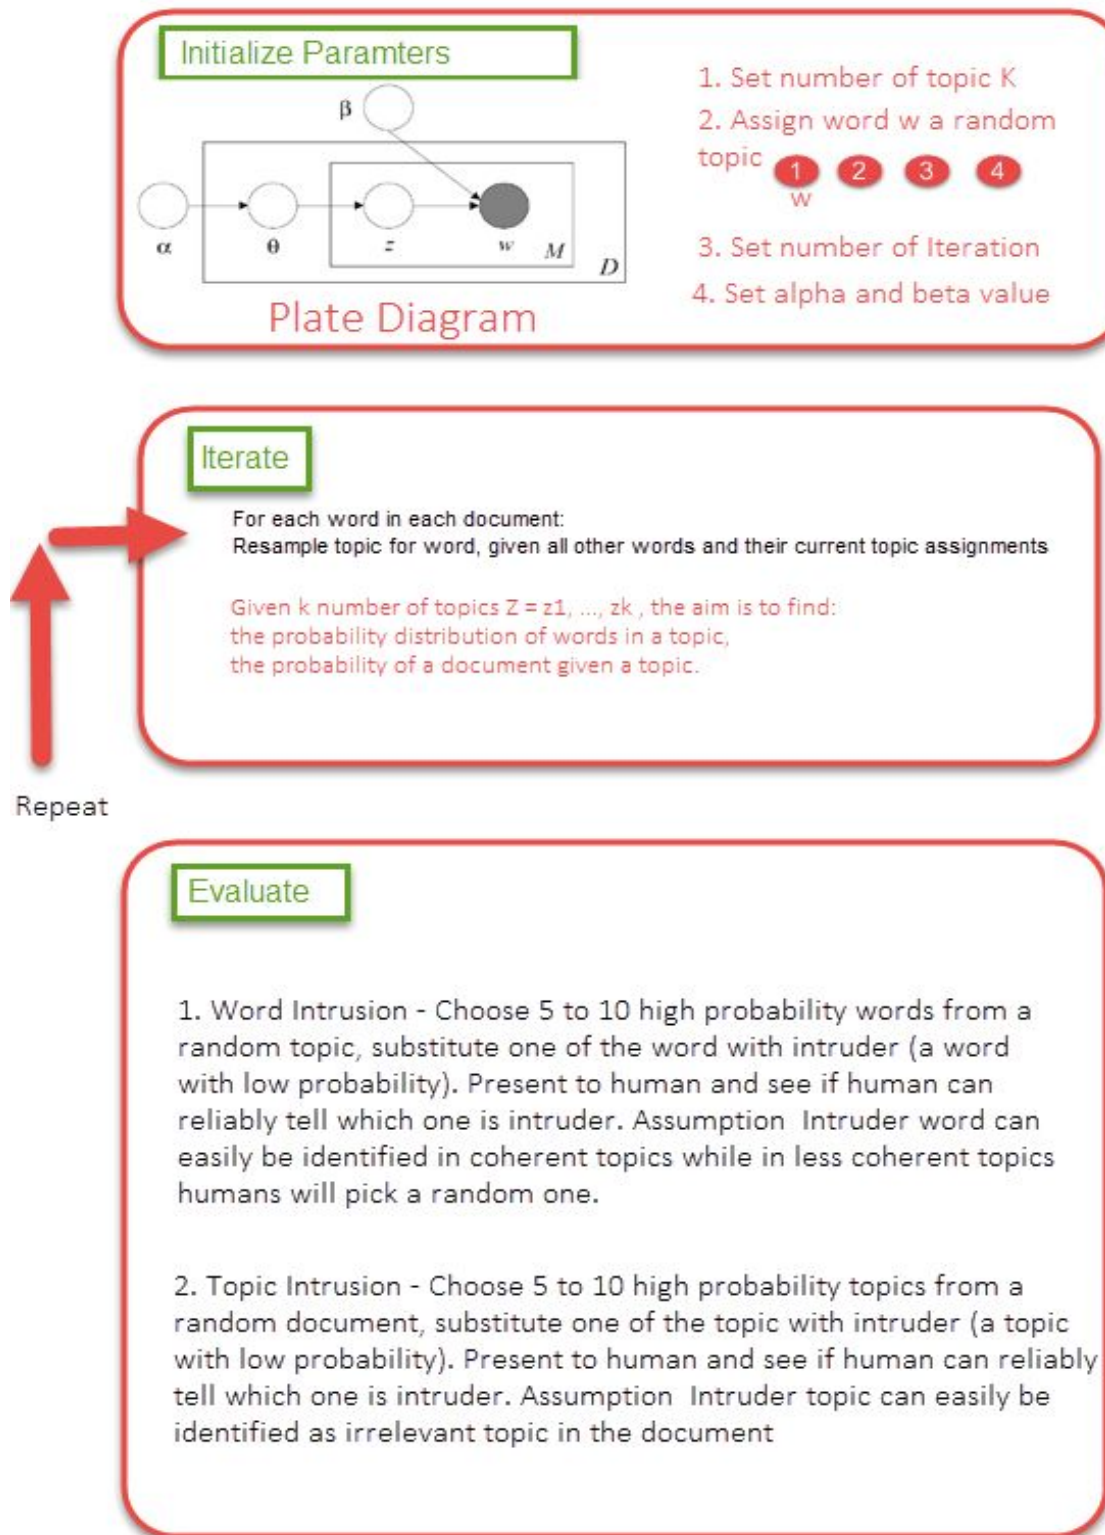 Initialize Paramters
β
α
θ
z
w
M
D
Plate Diagram
1. Set number of topic K
2. Assign word w a random
topic 1 2 3 4
w
3. Set number of Iteration
4. Set alpha and beta value
Iterate
For each word in each document:
Resample topic for word, given all other words and their current topic assignments
Given k number of topics Z = z1, ..., zk , the aim is to find:
the probability distribution of words in a topic,
the probability of a document given a topic.
Repeat
Evaluate
1. Word Intrusion - Choose 5 to 10 high probability words from a
random topic, substitute one of the word with intruder (a word
with low probability). Present to human and see if human can
reliably tell which one is intruder. Assumption Intruder word can
easily be identified in coherent topics while in less coherent topics
humans will pick a random one.
2. Topic Intrusion - Choose 5 to 10 high probability topics from a
random document, substitute one of the topic with intruder (a topic
with low probability). Present to human and see if human can reliably
tell which one is intruder. Assumption Intruder topic can easily be
identified as irrelevant topic in the document